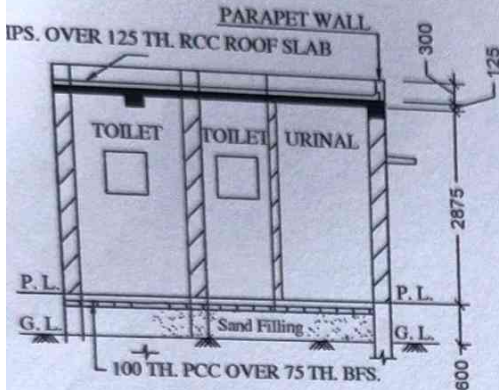 PARAPET WALL
IPS. OVER 125 TH. RCC ROOF SLAB
300
125
TOILET
TOILET
URINAL
2875
P. L.
P. L.
G. L.
Sand Filling
G. L.
600
100 TH. PCC OVER 75 TH. BFS.